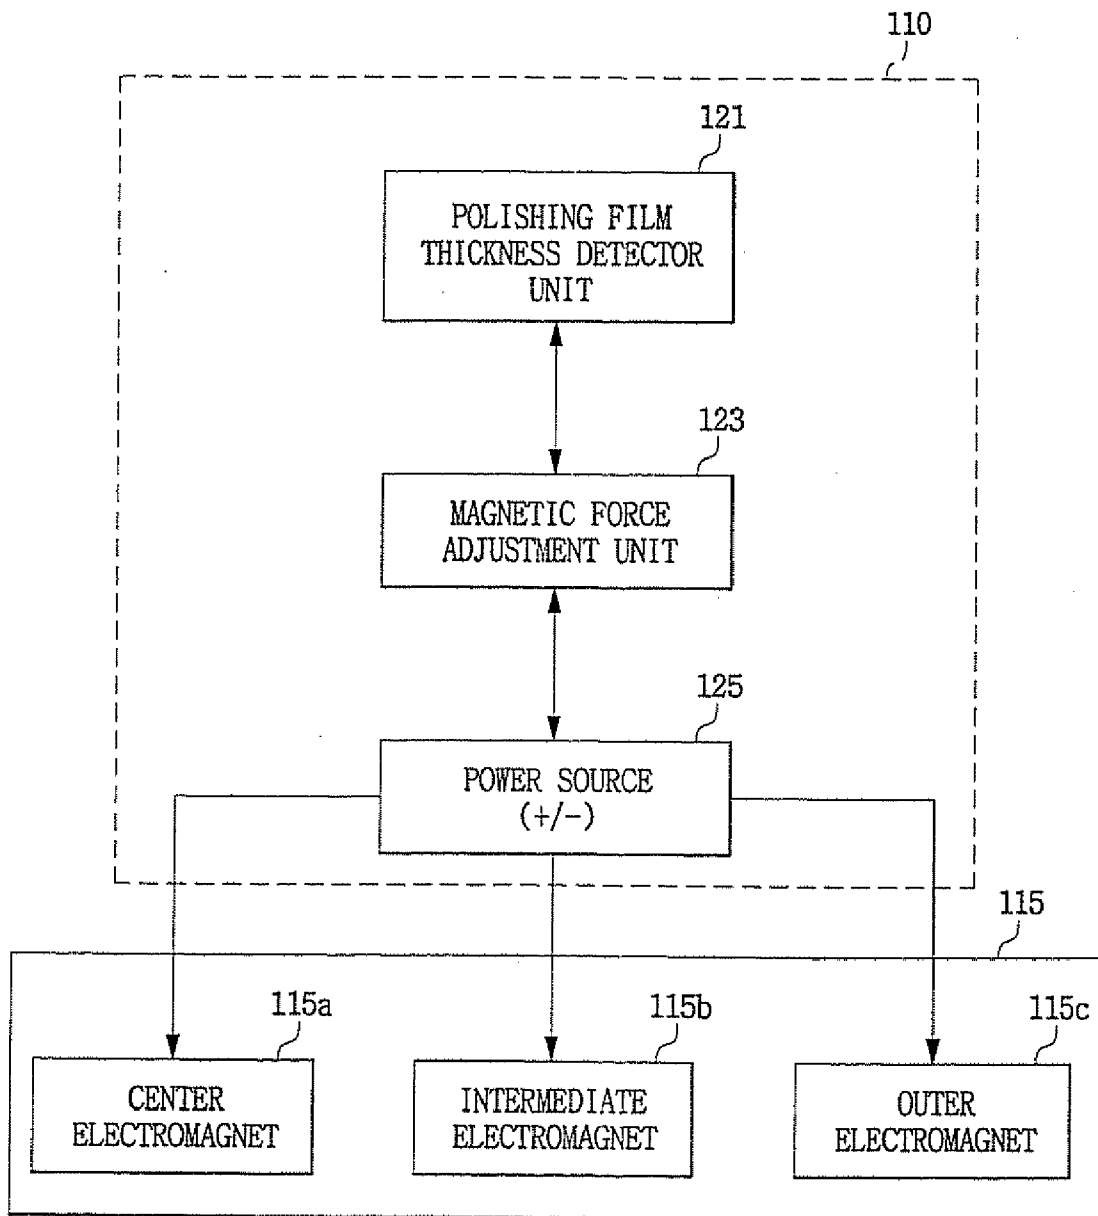 110
121
POLISHING FILM
THICKNESS DETECTOR
UNIT
123
MAGNETIC FORCE
ADJUSTMENT UNIT
125
POWER SOURCE
(+/-)
115
115a
115b
115c
CENTER
ELECTROMAGNET
INTERMEDIATE
ELECTROMAGNET
OUTER
ELECTROMAGNET